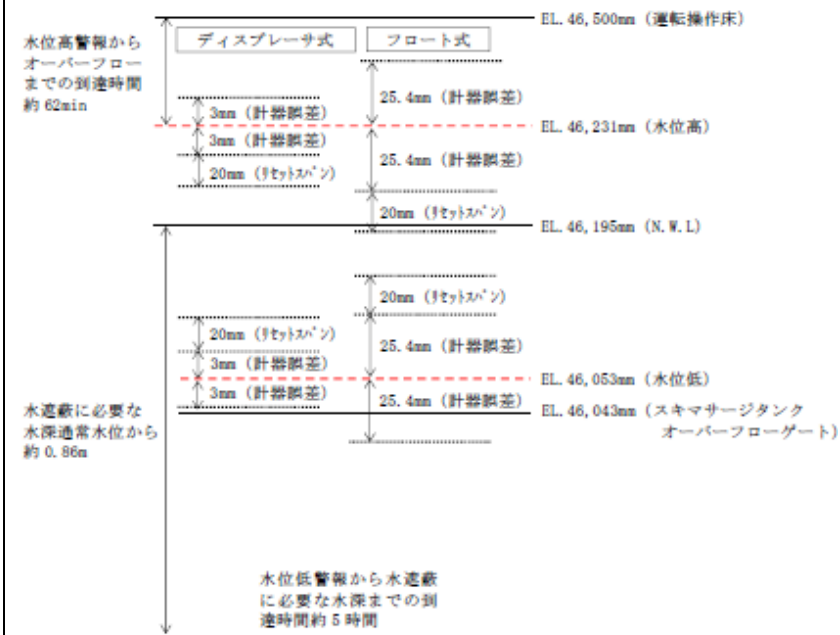 EL. 46,500mm (運転操作床)
水位高警報から
オーバーフロー
までの到達時間
約 62min
ディスプレーサ式
フロート式
25.4mm (計器誤差)
3mm (計器誤差)
EL. 46,231mm (水位高)
3mm (計器誤差)
25.4mm (計器誤差)
20mm (ﾘｾｯﾄｽﾊﾟﾝ)
20mm (ﾘｾｯﾄｽﾊﾟﾝ)
EL. 46,195mm (N.W.L)
20mm (ﾘｾｯﾄｽﾊﾟﾝ)
20mm (ﾘｾｯﾄｽﾊﾟﾝ)
25.4mm (計器誤差)
3mm (計器誤差)
EL. 46,053mm (水位低)
3mm (計器誤差)
25.4mm (計器誤差)
EL. 46,043mm (スキマサージタンク
オーバーフローゲート)
水遮蔽に必要な
水深通常水位から
約 0.86m
水位低警報から水遮蔽
に必要な水深までの到
達時間約 5 時間